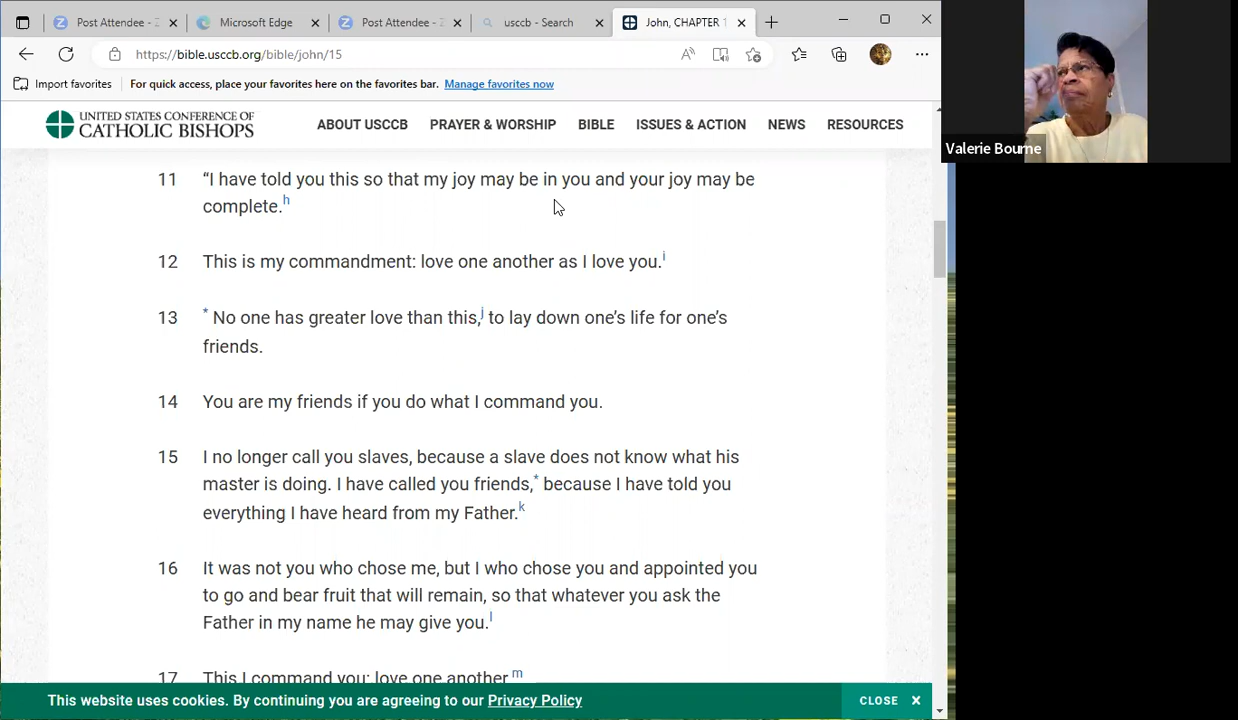 Post Attendee - Z
Microsoft Edge
Post Attendee - Z
usccb - Search
John, CHAPTER 1
https://bible.usccb.org/bible/john/15
Import favorites
For quick access, place your favorites here on the favorites bar. Manage favorites now
UNITED STATES CONFERENCE OF
CATHOLIC BISHOPS
ABOUT USCCB PRAYER & WORSHIP BIBLE ISSUES & ACTION NEWS RESOURCES
Valerie Bourne
11 “I have told you this so that my joy may be in you and your joy may be
complete.h
12 This is my commandment: love one another as I love you.i
13 * No one has greater love than this,j to lay down one’s life for one’s
friends.
14 You are my friends if you do what I command you.
15 I no longer call you slaves, because a slave does not know what his
master is doing. I have called you friends,* because I have told you
everything I have heard from my Father.k
16 It was not you who chose me, but I who chose you and appointed you
to go and bear fruit that will remain, so that whatever you ask the
Father in my name he may give you.l
17 This I command you: love one another.m
This website uses cookies. By continuing you are agreeing to our Privacy Policy
CLOSE ×